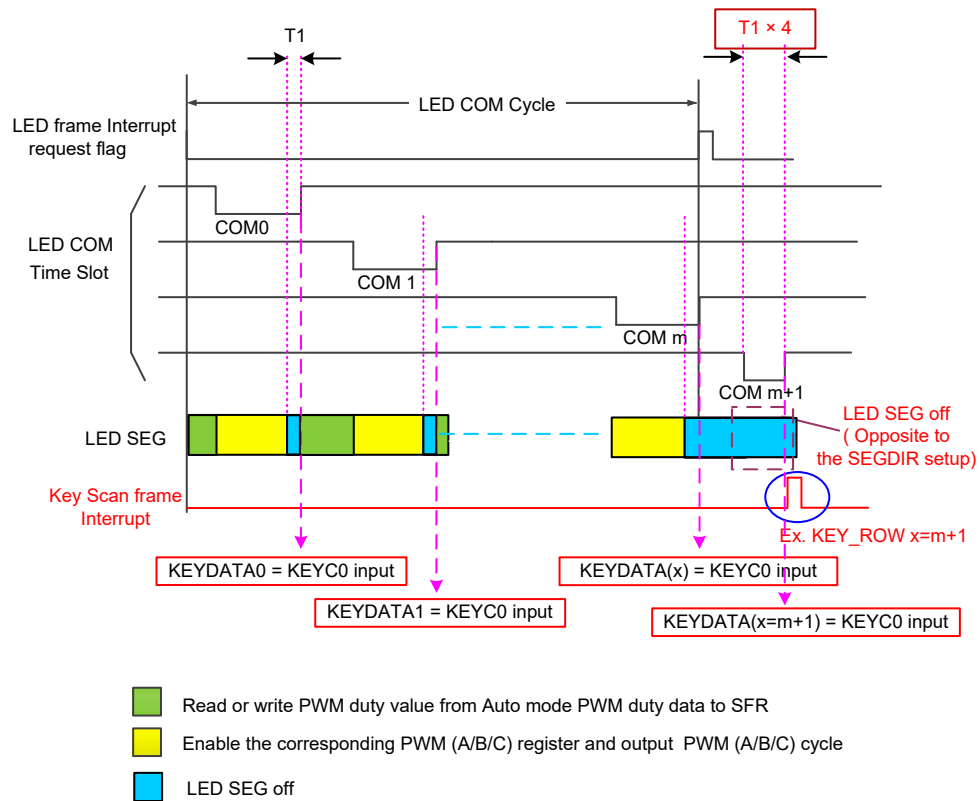 T1
T1 × 4
LED COM Cycle
LED frame Interrupt
request flag
COM0
LED COM
Time Slot
COM 1
COM m
COM m+1
LED SEG
LED SEG off
( Opposite to
the SEGDIR setup)
Key Scan frame
Interrupt
Ex. KEY_ROW x=m+1
KEYDATA0 = KEYC0 input
KEYDATA(x) = KEYC0 input
KEYDATA1 = KEYC0 input
KEYDATA(x=m+1) = KEYC0 input
Read or write PWM duty value from Auto mode PWM duty data to SFR
Enable the corresponding PWM (A/B/C) register and output PWM (A/B/C) cycle
LED SEG off